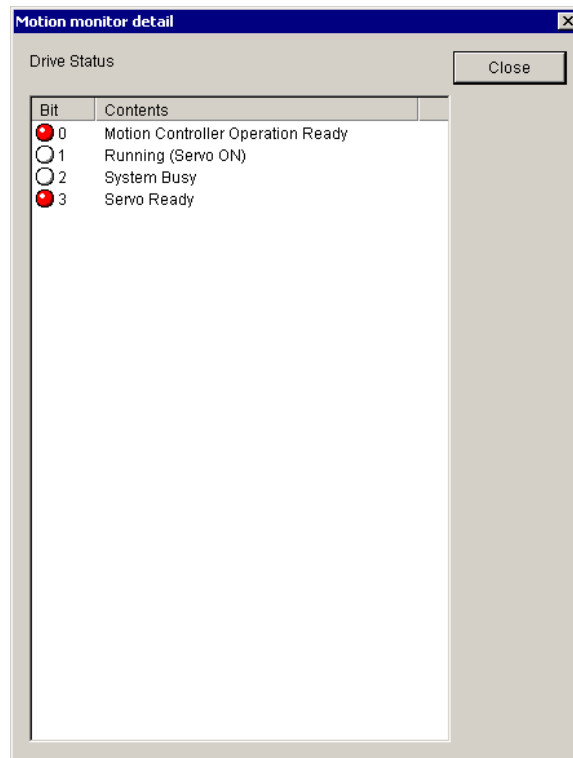 Motion monitor detail
Drive Status
Close
Bit Contents
0 Motion Controller Operation Ready
1 Running (Servo ON)
2 System Busy
3 Servo Ready